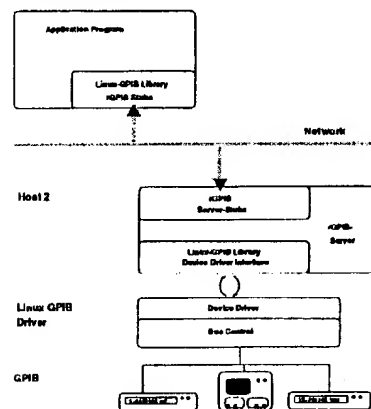 Application Program
Linux-GPIB Library
rGPIB Stubs
Network
Host 2
rGPIB
Server-Stubs
rGPIB-
Server
Linux-GPIB Library
Device Driver Interface
Linux GPIB
Driver
Device Driver
Bus Control
GPIB